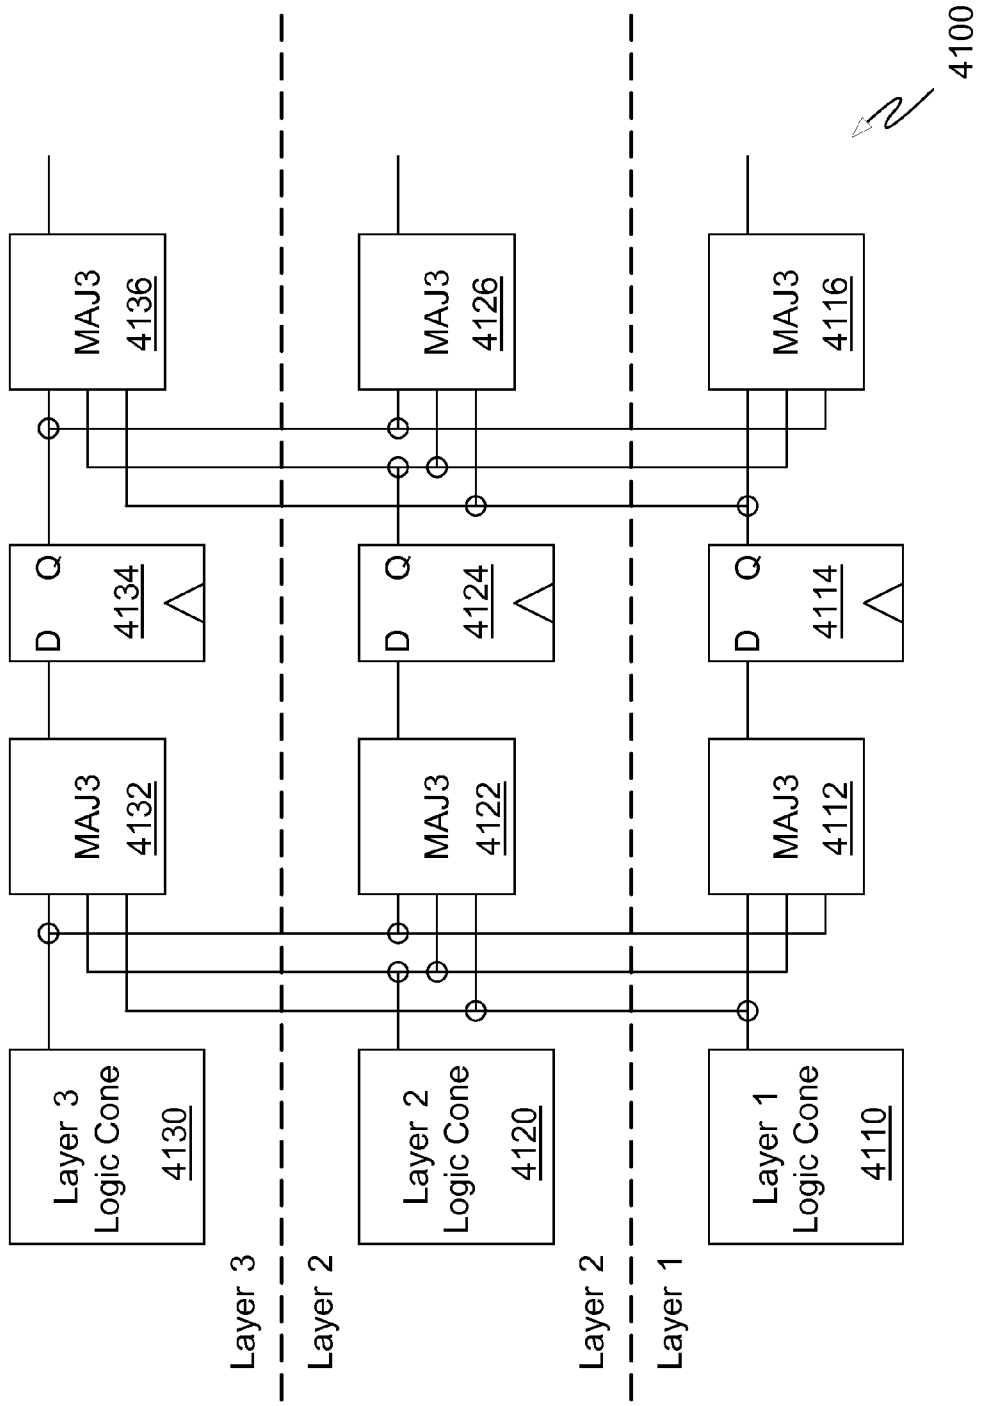 Layer 3
Logic Cone
4130
MAJ3
4132
D Q
4134
MAJ3
4136
Layer 3
Layer 2
Layer 2
Logic Cone
4120
MAJ3
4122
D Q
4124
MAJ3
4126
Layer 2
Layer 1
Layer 1
Logic Cone
4110
MAJ3
4112
D Q
4114
MAJ3
4116
4100